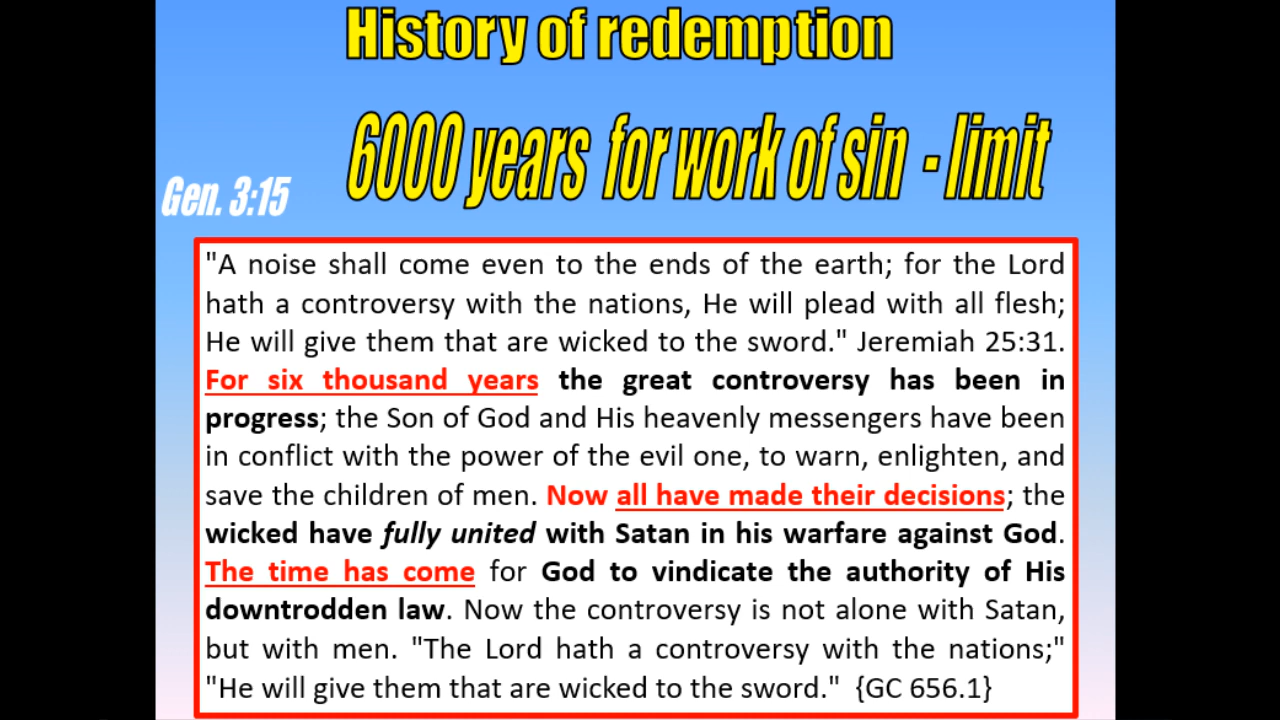 History of redemption
6000 years for work of sin - limit
Gen. 3:15
"A noise shall come even to the ends of the earth; for the Lord
hath a controversy with the nations, He will plead with all flesh;
He will give them that are wicked to the sword." Jeremiah 25:31.
For six thousand years the great controversy has been in
progress; the Son of God and His heavenly messengers have been
in conflict with the power of the evil one, to warn, enlighten, and
save the children of men. Now all have made their decisions; the
wicked have fully united with Satan in his warfare against God.
The time has come for God to vindicate the authority of His
downtrodden law. Now the controversy is not alone with Satan,
but with men. "The Lord hath a controversy with the nations;"
"He will give them that are wicked to the sword." {GC 656.1}